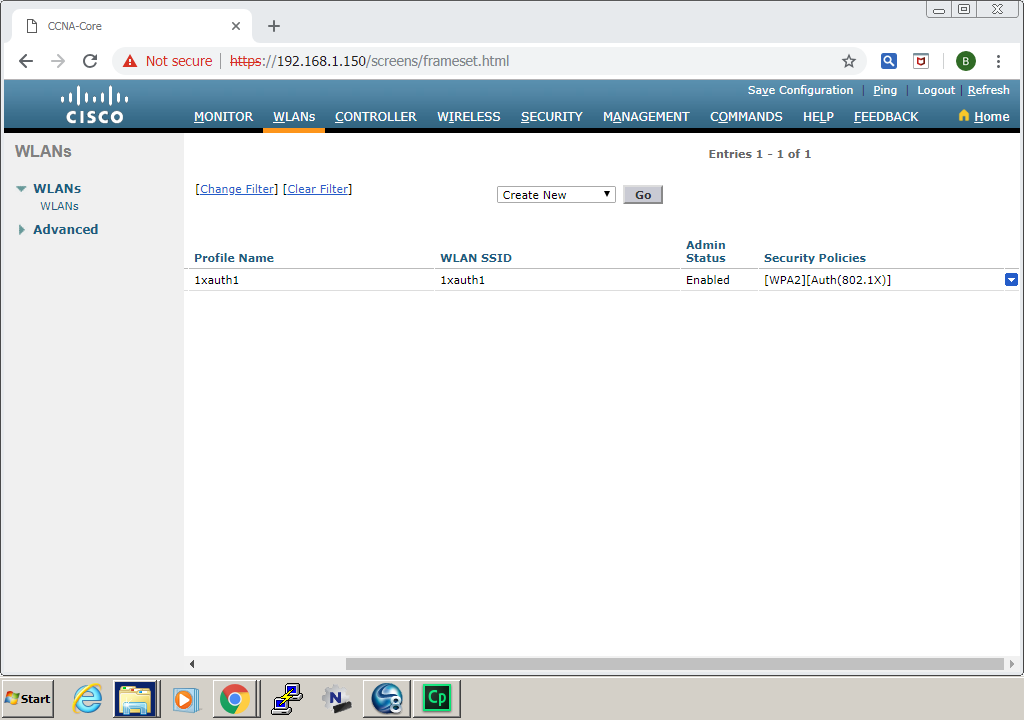 CCNA-Core
Not secure https://192.168.1.150/screens/frameset.html
B
Save Configuration Ping Logout Refresh
CISCO
MONITOR WLANs CONTROLLER WIRELESS SECURITY MANAGEMENT COMMANDS HELP FEEDBACK Home
WLANs
Entries 1 - 1 of 1
WLANs
WLANs
Advanced
[Change Filter] [Clear Filter]
Create New Go
Profile Name WLAN SSID Admin Status Security Policies
1xauth1 1xauth1 Enabled [WPA2][Auth(802.1X)]
Start
N
Cp